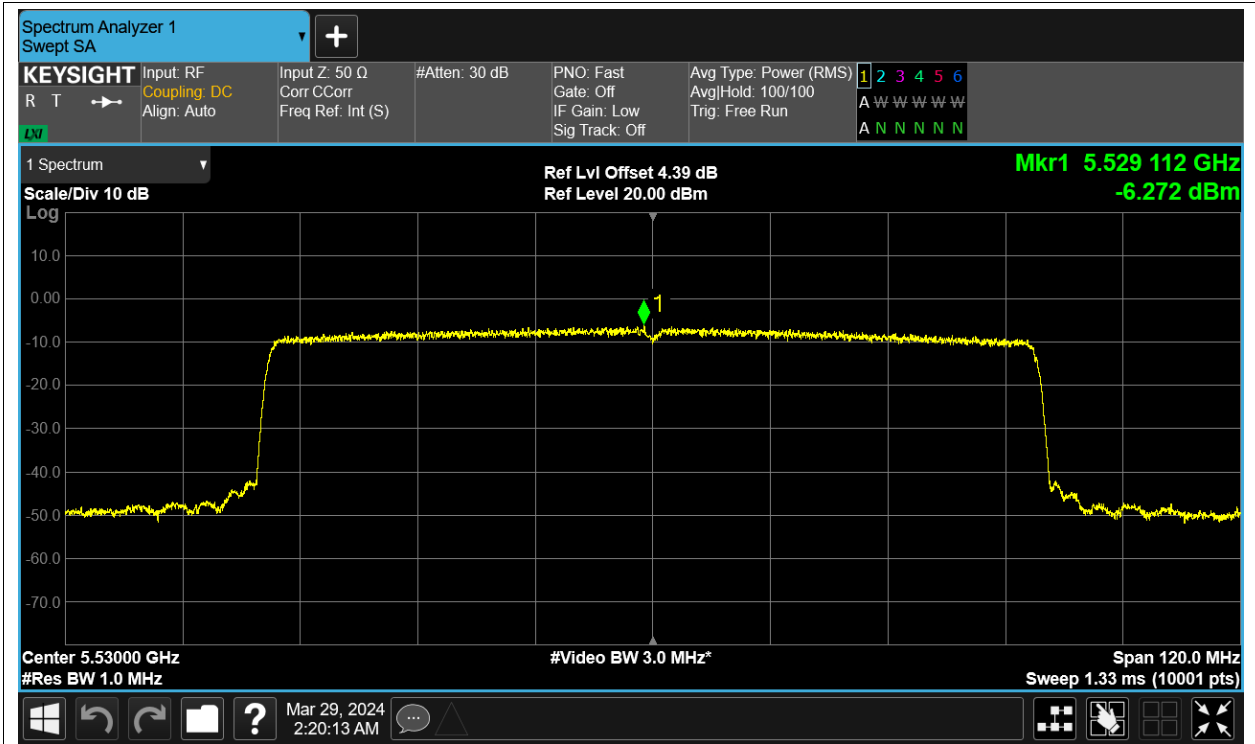 Spectrum Analyzer 1
Swept SA
KEYSIGHT
R T
LXI
Input: RF
Coupling: DC
Align: Auto
Input Z: 50 Ω
Corr CCorr
Freq Ref: Int (S)
#Atten: 30 dB
PNO: Fast
Gate: Off
IF Gain: Low
Sig Track: Off
Avg Type: Power (RMS)
Avg|Hold: 100/100
Trig: Free Run
1 2 3 4 5 6
A W W W W W
A N N N N N
1 Spectrum
Scale/Div 10 dB
Ref Lvl Offset 4.39 dB
Ref Level 20.00 dBm
Mkr1 5.529 112 GHz
-6.272 dBm
Log
10.0
0.00
-10.0
-20.0
-30.0
-40.0
-50.0
-60.0
-70.0
1
Center 5.53000 GHz
#Res BW 1.0 MHz
#Video BW 3.0 MHz*
Span 120.0 MHz
Sweep 1.33 ms (10001 pts)
?
Mar 29, 2024
2:20:13 AM